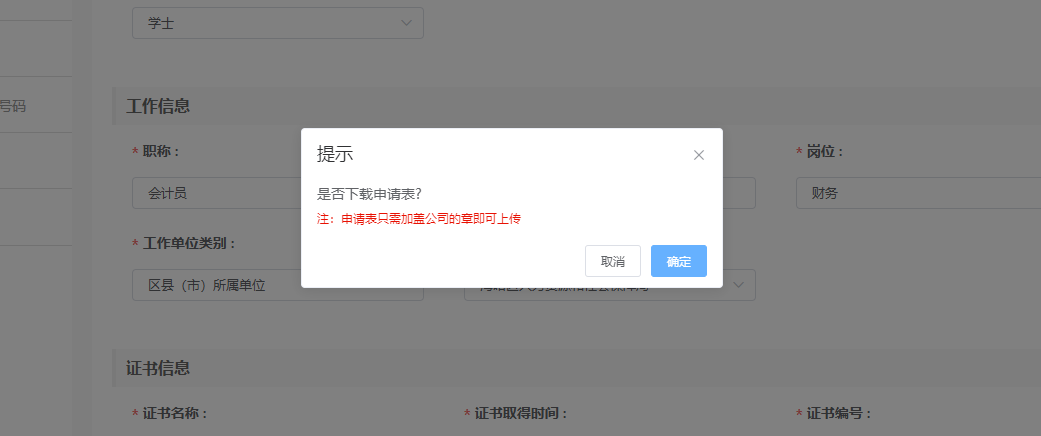 学士
号码
工作信息
* 职称：
* 岗位：
提示
是否下载申请表?
注：申请表只需加盖公司的章即可上传
取消
确定
会计员
财务
* 工作单位类别：
区县（市）所属单位
证书信息
* 证书名称：
* 证书取得时间：
* 证书编号：